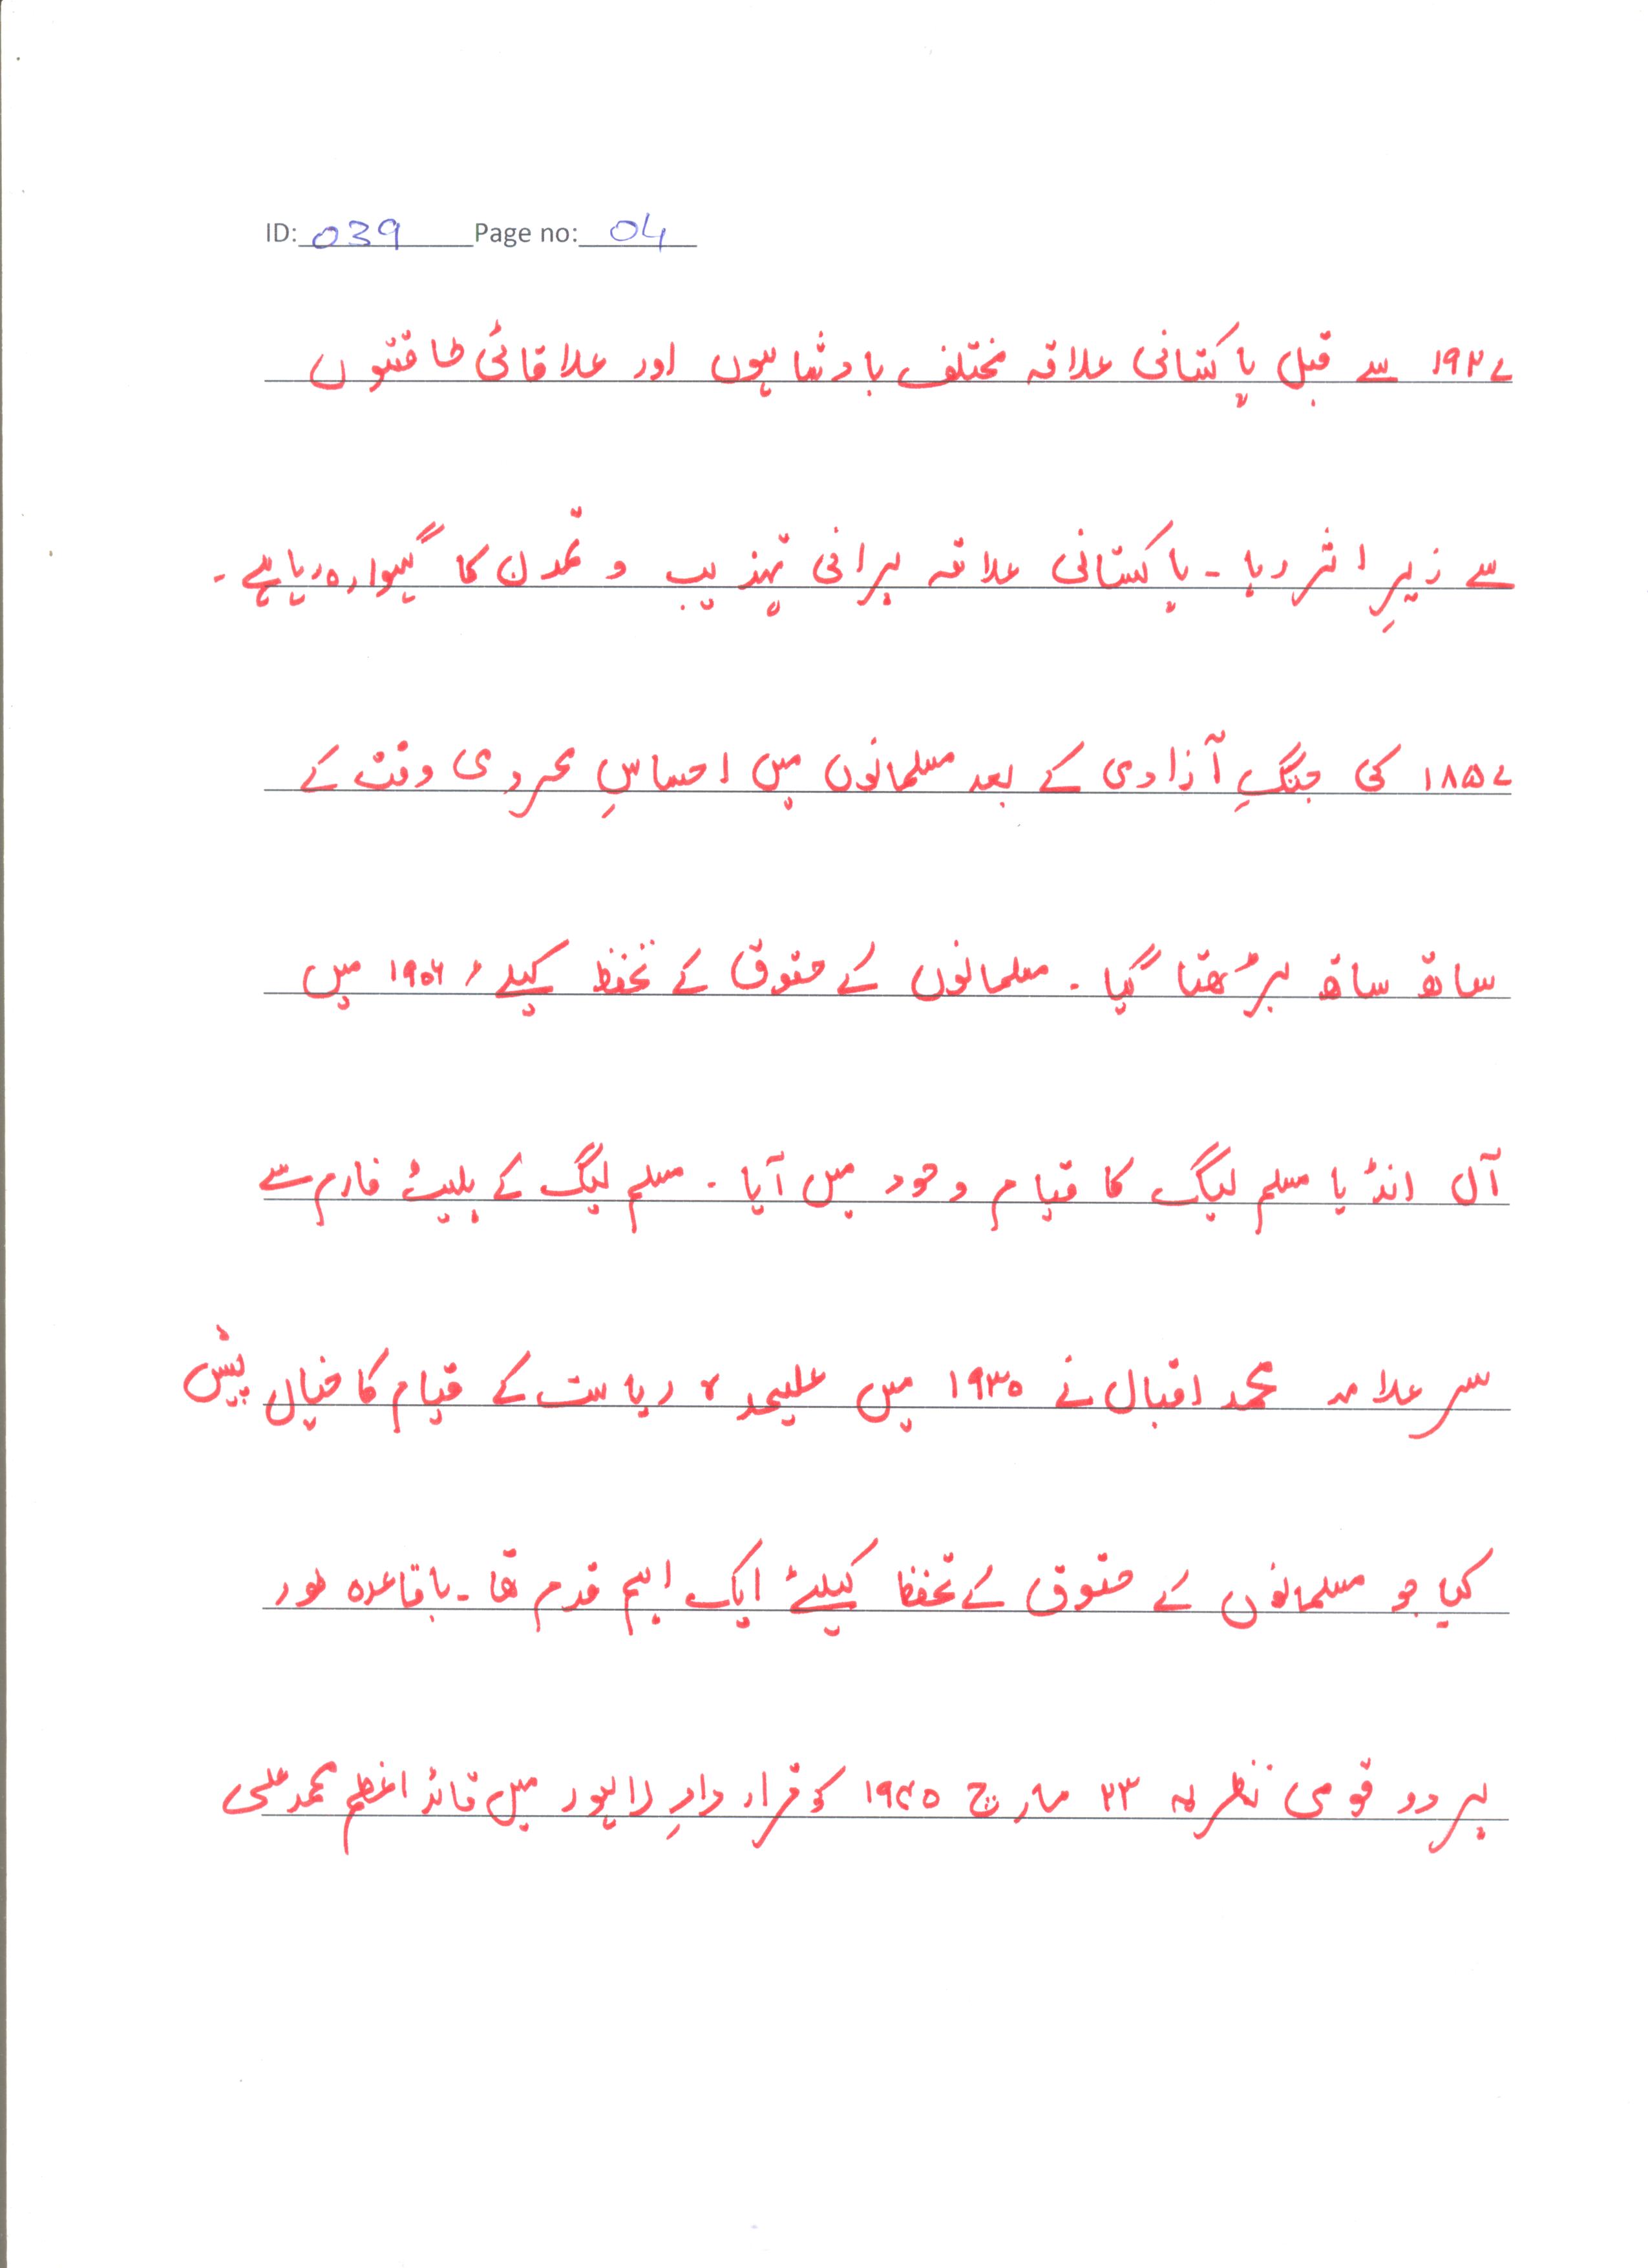 ID: 039 Page no: 04
۱۹۴۷ سے قبل پاکستانی علاقہ مختلف بادشاہوں اور علاقائی طاقتوں
سے زیرِ اثر رہا - پاکستانی علاقہ پرانی تہذیب و تمدن کا گہوارہ رہا ہے -
۱۸۵۷ کی جنگِ آزادی کے بعد مسلمانوں میں احساسِ محرومی وقت کے
ساتھ ساتھ بڑھتا گیا - مسلمانوں کے حقوق کے تحفظ کیلئے ۱۹۰۶ میں
آل انڈیا مسلم لیگ کا قیام وجود میں آیا - مسلم لیگ کے پلیٹ فارم سے
سر علامہ محمد اقبال نے ۱۹۳۰ میں علیحدہ ریاست کے قیام کا خیال پیش
کیا جو مسلمانوں کے حقوق کے تحفظ کیلئے ایک اہم قدم تھا - باقاعدہ طور
پر دو قومی نظریہ ۲۳ مارچ ۱۹۴۰ کو قرار دادِ لاہور میں قائد اعظم محمد علی